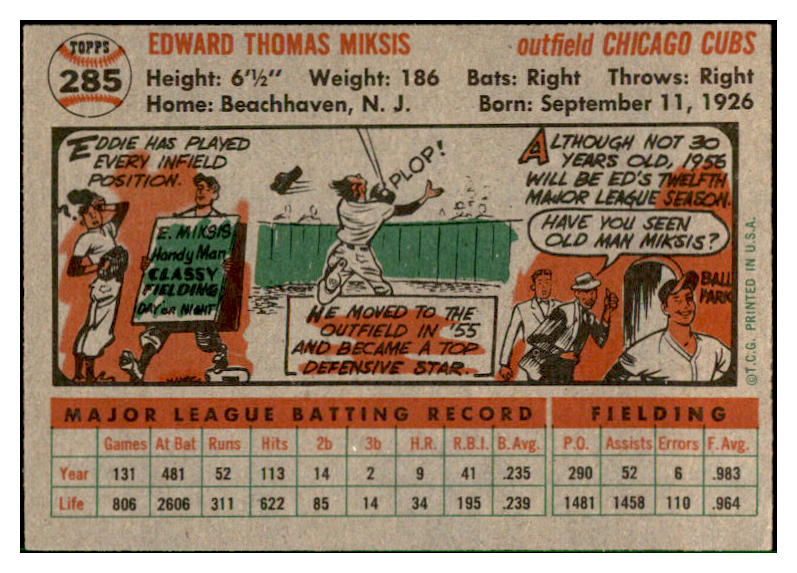 TOPPS
285
EDWARD THOMAS MIKSIS
outfield CHICAGO CUBS
Height: 6'½" Weight: 186 Bats: Right Throws: Right
Home: Beachhaven, N. J. Born: September 11, 1926
EDDIE HAS PLAYED
EVERY INFIELD
POSITION.
?
E. MIKSIS
Handy Man
CLASSY
FIELDING
DAY OR NIGHT
PLOP!
HE MOVED TO THE
OUTFIELD IN '55
AND BECAME A TOP
DEFENSIVE STAR.
ALTHOUGH NOT 30
YEARS OLD, 1956
WILL BE ED'S TWELFTH
MAJOR LEAGUE SEASON.
HAVE YOU SEEN
OLD MAN MIKSIS?
BALL
PARK
©T.C.G. PRINTED IN U.S.A.
MAJOR LEAGUE BATTING RECORD FIELDING
Games At Bat Runs Hits 2b 3b H.R. R.B.I. B. Avg. P.O. Assists Errors F. Avg.
Year 131 481 52 113 14 2 9 41 .235 290 52 6 .983
Life 806 2606 311 622 85 14 34 195 .239 1481 1458 110 .964